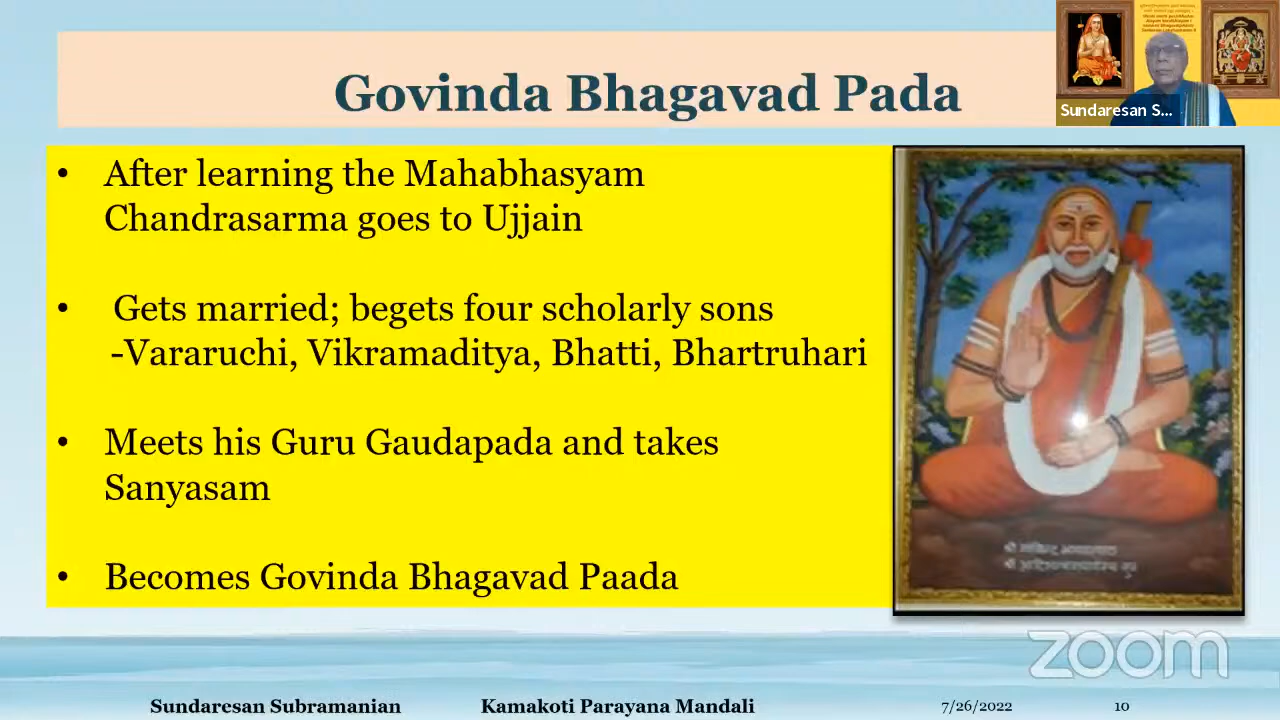 Govinda Bhagavad Pada
Sundaresan S...
• After learning the Mahabhasyam
Chandrasarma goes to Ujjain
• Gets married; begets four scholarly sons
-Vararuchi, Vikramaditya, Bhatti, Bhartruhari
• Meets his Guru Gaudapada and takes
Sanyasam
• Becomes Govinda Bhagavad Paada
zoom
Sundaresan Subramanian Kamakoti Parayana Mandali 7/26/2022 10